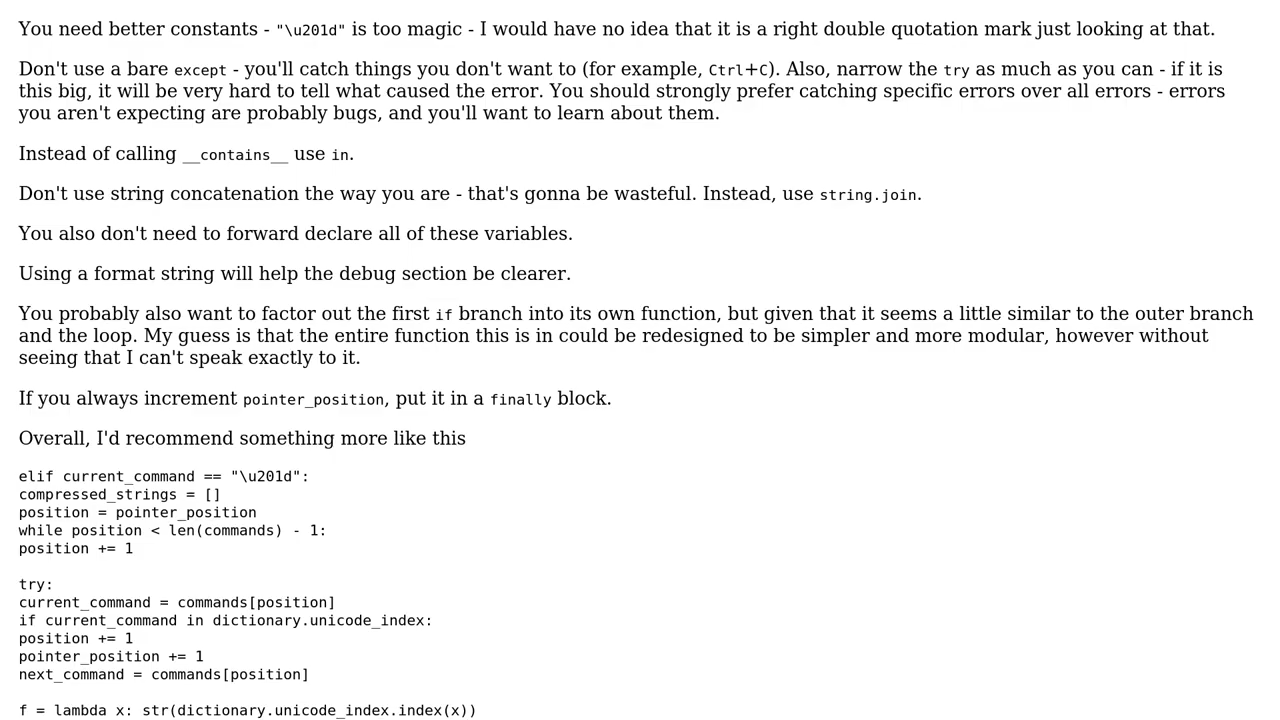 You need better constants - "\u201d" is too magic - I would have no idea that it is a right double quotation mark just looking at that.
Don't use a bare except - you'll catch things you don't want to (for example, Ctrl+C). Also, narrow the try as much as you can - if it is
this big, it will be very hard to tell what caused the error. You should strongly prefer catching specific errors over all errors - errors
you aren't expecting are probably bugs, and you'll want to learn about them.
Instead of calling __contains__ use in.
Don't use string concatenation the way you are - that's gonna be wasteful. Instead, use string.join.
You also don't need to forward declare all of these variables.
Using a format string will help the debug section be clearer.
You probably also want to factor out the first if branch into its own function, but given that it seems a little similar to the outer branch
and the loop. My guess is that the entire function this is in could be redesigned to be simpler and more modular, however without
seeing that I can't speak exactly to it.
If you always increment pointer_position, put it in a finally block.
Overall, I'd recommend something more like this
elif current_command == "\u201d":
compressed_strings = []
position = pointer_position
while position < len(commands) - 1:
position += 1
try:
current_command = commands[position]
if current_command in dictionary.unicode_index:
position += 1
pointer_position += 1
next_command = commands[position]
f = lambda x: str(dictionary.unicode_index.index(x))